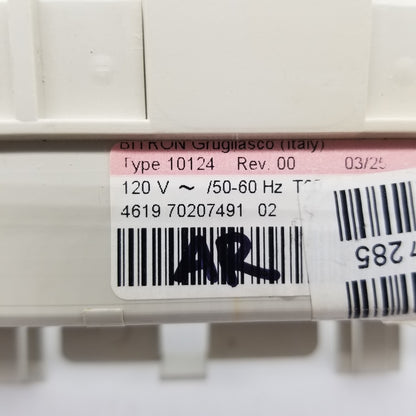 BITRON Grugliasco (Italy)
Type 10124 Rev. 00 03/25
120 V ~ /50-60 Hz
4619 70207491 02
AR
285